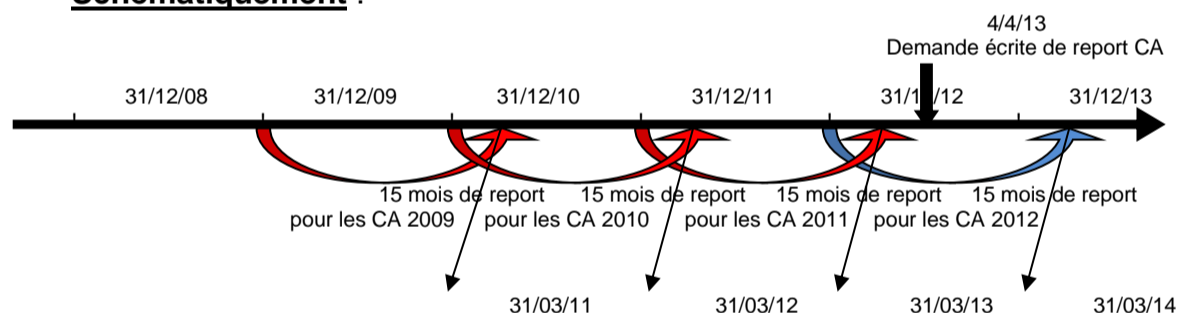 Schématiquement :
4/4/13
Demande écrite de report CA
31/12/08 31/12/09 31/12/10 31/12/11 31/12/12 31/12/13
15 mois de report 15 mois de report 15 mois de report 15 mois de report
pour les CA 2009 pour les CA 2010 pour les CA 2011 pour les CA 2012
31/03/11 31/03/12 31/03/13 31/03/14